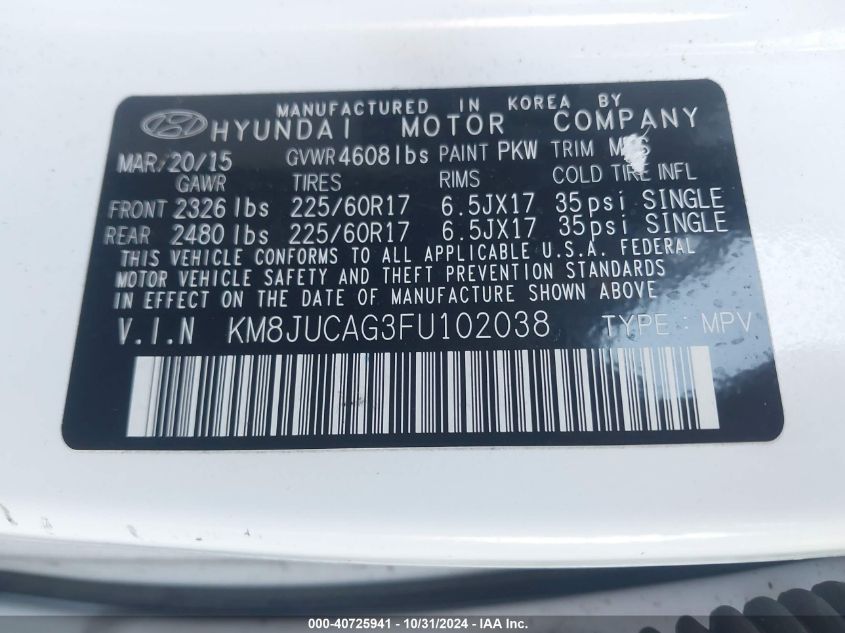 MANUFACTURED IN KOREA BY
HYUNDAI MOTOR COMPANY
MAR/20/15 GVWR 4608lbs PAINT PKW TRIM
GAWR TIRES RIMS COLD TIRE INFL
FRONT 2326 lbs 225/60R17 6.5JX17 35psi SINGLE
REAR 2480 lbs 225/60R17 6.5JX17 35psi SINGLE
THIS VEHICLE CONFORMS TO ALL APPLICABLE U.S.A. FEDERAL
MOTOR VEHICLE SAFETY AND THEFT PREVENTION STANDARDS
IN EFFECT ON THE DATE OF MANUFACTURE SHOWN ABOVE.
V.I.N KM8JUCAG3FU102038 TYPE : MPV
000-40725941 - 10/31/2024 - Copyright © 2024 - IAA, Inc.